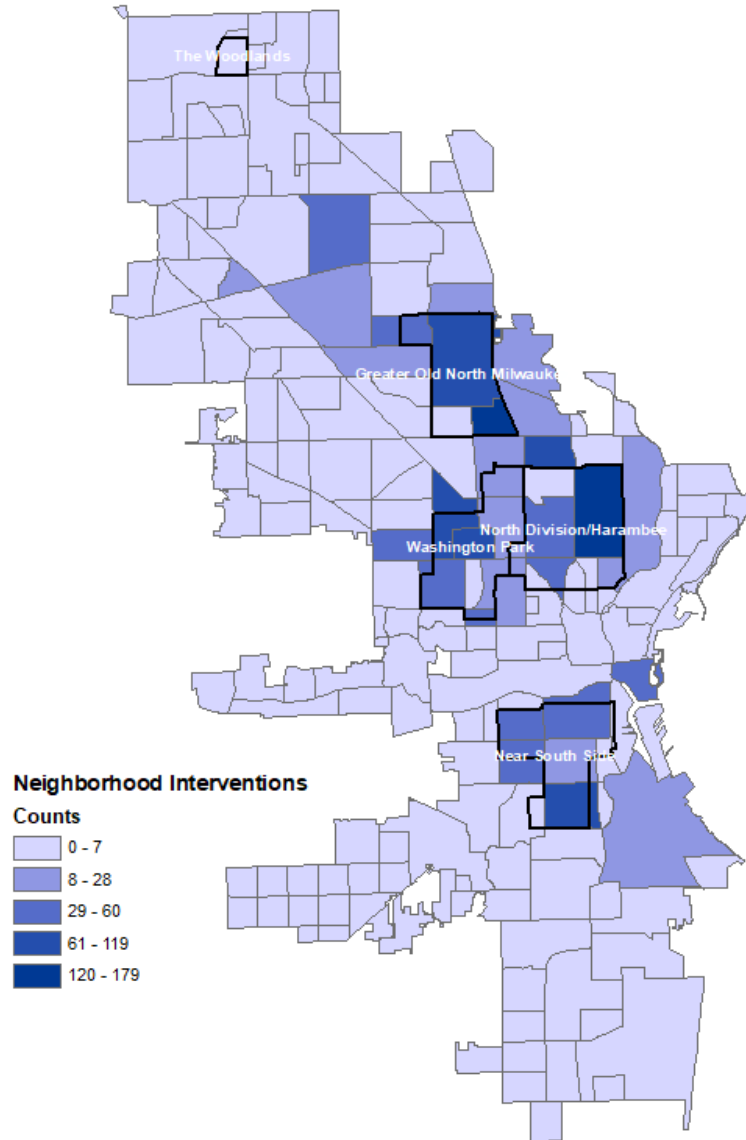 The Woodlands
Greater Old North Milwauke
North Division/Harambee
Washington Park
Near South Side
Neighborhood Interventions
Counts
0 - 7
8 - 28
29 - 60
61 - 119
120 - 179